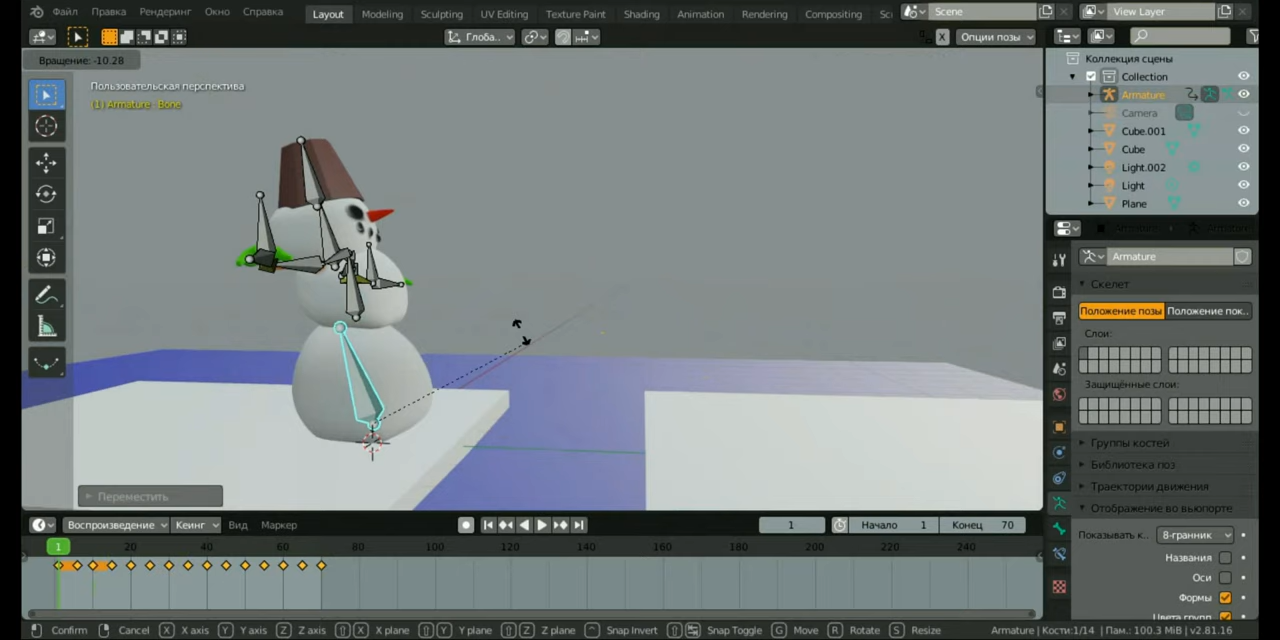 Файл Правка Рендеринг Окно Справка Layout Modeling Sculpting UV Editing Texture Paint Shading Animation Rendering Compositing Sc Scene View Layer
Глоба.. X Опции позы
Вращение: -10.28
Пользовательская перспектива
(1) Armature : Bone
Коллекция сцены
Collection
Armature
Camera
Cube.001
Cube
Light.002
Light
Plane
Armature
Скелет
Положение позы Положение пок..
Слои:
Защищённые слои:
Группы костей
Библиотека поз
Траектории движения
Отображение во вьюпорте
Показывать к.. 8-гранник
Названия
Оси
Формы
Цвета групп
Переместить
Воспроизведение Кеинг Вид Маркер 1 Начало 1 Конец 70
1 20 40 60 80 100 120 140 160 180 200 220 240
Confirm Cancel X X axis Y Y axis Z Z axis X X plane Y Y plane Z Z plane Snap Invert Snap Toggle G Move R Rotate S Resize Armature | Кости:1/14 | Пам.: 100.3 MiB | v2.81.16